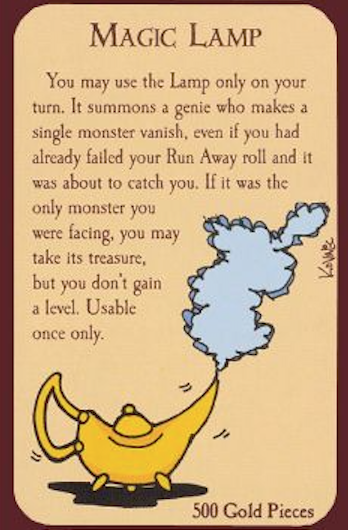 MAGIC LAMP
You may use the Lamp only on your
turn. It summons a genie who makes a
single monster vanish, even if you had
already failed your Run Away roll and it
was about to catch you. If it was the
only monster you
were facing, you may
take its treasure,
but you don't gain
a level. Usable
once only.
KOVALIC
500 Gold Pieces